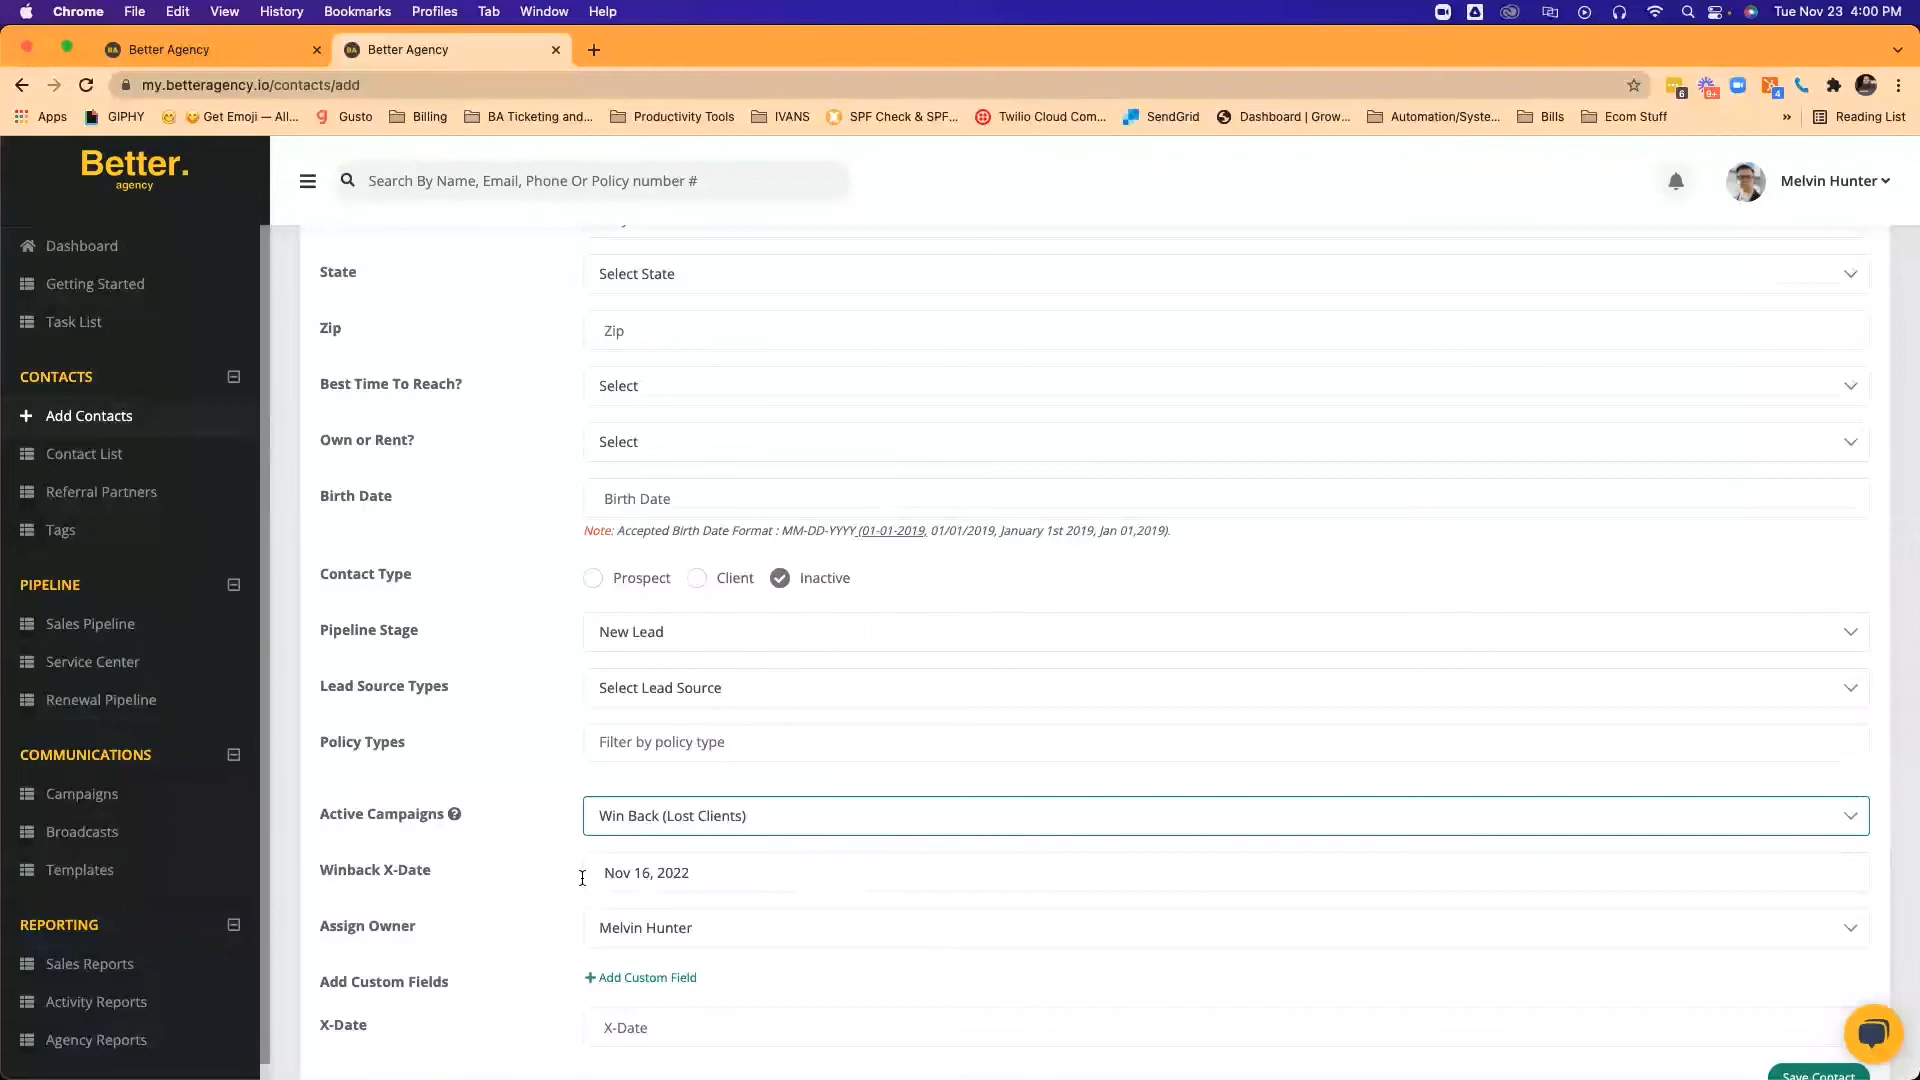 Chrome File Edit View History Bookmarks Profiles Tab Window Help Tue Nov 23 4:00 PM
Better Agency Better Agency
my.betteragency.io/contacts/add 6 9+ 4
Apps GIPHY Get Emoji — All... Gusto Billing BA Ticketing and... Productivity Tools IVANS SPF Check & SPF... Twilio Cloud Com... SendGrid Dashboard | Grow... Automation/Syste... Bills Ecom Stuff » Reading List
Better.
agency
Search By Name, Email, Phone Or Policy number #
Melvin Hunter
Dashboard
Getting Started
Task List
CONTACTS
Add Contacts
Contact List
Referral Partners
Tags
PIPELINE
Sales Pipeline
Service Center
Renewal Pipeline
COMMUNICATIONS
Campaigns
Broadcasts
Templates
REPORTING
Sales Reports
Activity Reports
Agency Reports
State Select State
Zip Zip
Best Time To Reach? Select
Own or Rent? Select
Birth Date Birth Date
Note: Accepted Birth Date Format : MM-DD-YYYY (01-01-2019, 01/01/2019, January 1st 2019, Jan 01,2019).
Contact Type Prospect Client Inactive
Pipeline Stage New Lead
Lead Source Types Select Lead Source
Policy Types Filter by policy type
Active Campaigns ? Win Back (Lost Clients)
Winback X-Date Nov 16, 2022
Assign Owner Melvin Hunter
Add Custom Fields + Add Custom Field
X-Date X-Date
Save Contact